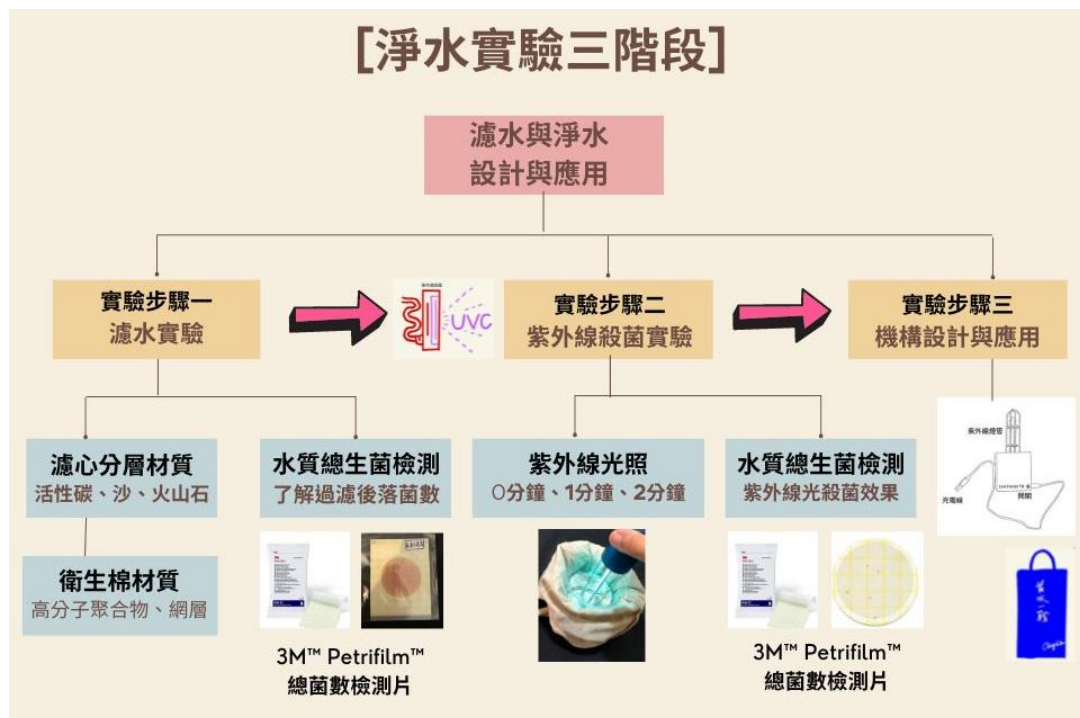 [淨水實驗三階段]
濾水與淨水
設計與應用
實驗步驟一
濾水實驗
UVC
實驗步驟二
紫外線殺菌實驗
實驗步驟三
機構設計與應用
濾心分層材質
活性碳、沙、火山石
水質總生菌檢測
了解過濾後落菌數
紫外線光照
0分鐘、1分鐘、2分鐘
水質總生菌檢測
紫外線光殺菌效果
紫外線燈管
充電線
開關
衛生棉材質
高分子聚合物、網層
3M™ Petrifilm™
總菌數檢測片
3M™ Petrifilm™
總菌數檢測片